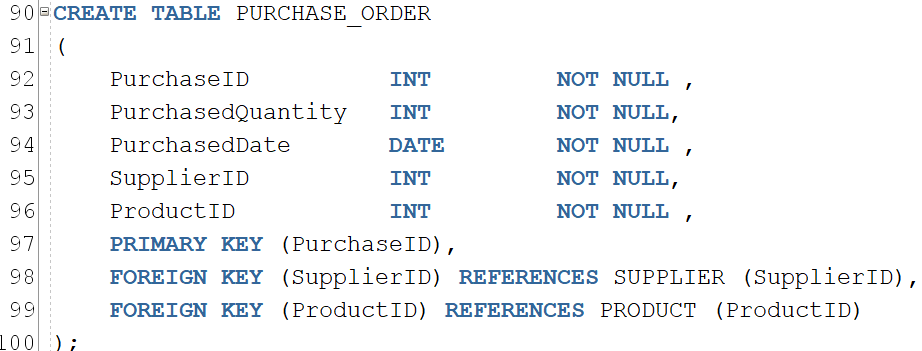 90 CREATE TABLE PURCHASE_ORDER
91 (
92 PurchaseID INT NOT NULL ,
93 PurchasedQuantity INT NOT NULL,
94 PurchasedDate DATE NOT NULL ,
95 SupplierID INT NOT NULL,
96 ProductID INT NOT NULL ,
97 PRIMARY KEY (PurchaseID),
98 FOREIGN KEY (SupplierID) REFERENCES SUPPLIER (SupplierID),
99 FOREIGN KEY (ProductID) REFERENCES PRODUCT (ProductID)
100 );